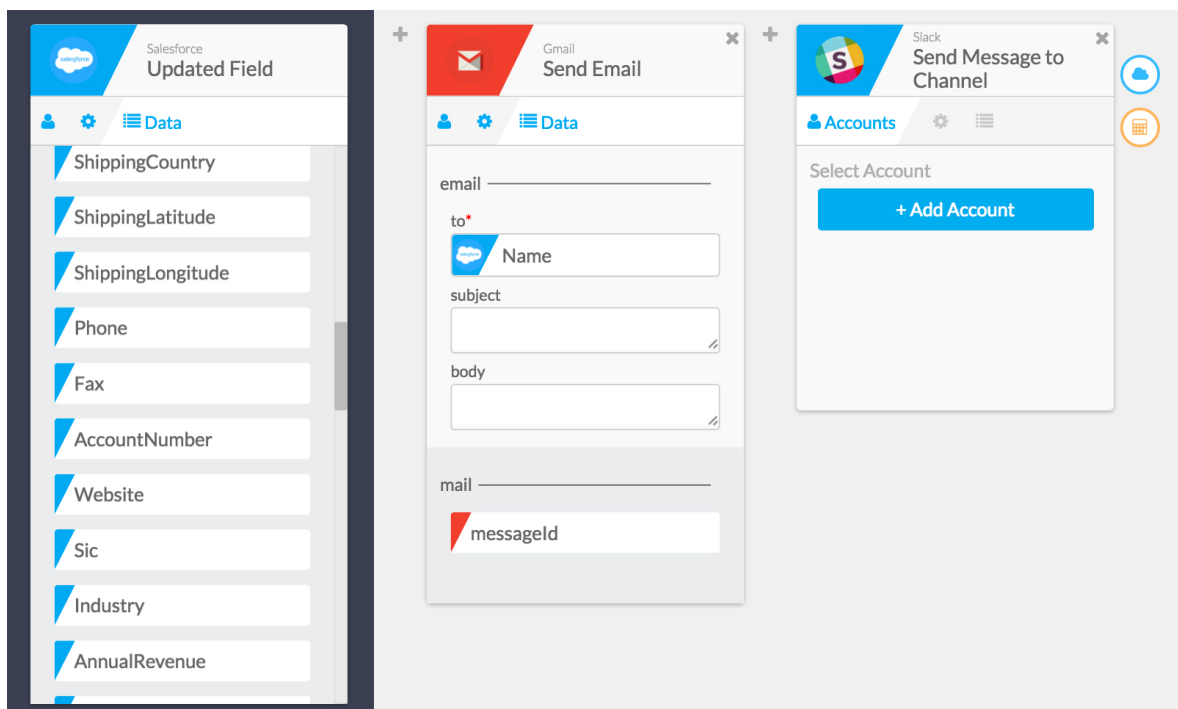 salesforce
Salesforce
Updated Field
Data
ShippingCountry
ShippingLatitude
ShippingLongitude
Phone
Fax
AccountNumber
Website
Sic
Industry
AnnualRevenue
Gmail
Send Email
Data
email
to*
Name
subject
body
mail
messageId
Slack
Send Message to
Channel
Accounts
Select Account
+ Add Account